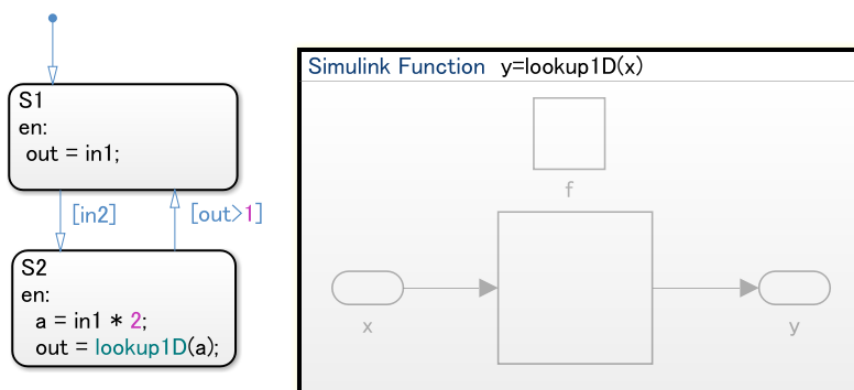 S1
en:
out = in1;
[in2]
[out>1]
S2
en:
a = in1 * 2;
out = lookup1D(a);
Simulink Function y=lookup1D(x)
f
x
y